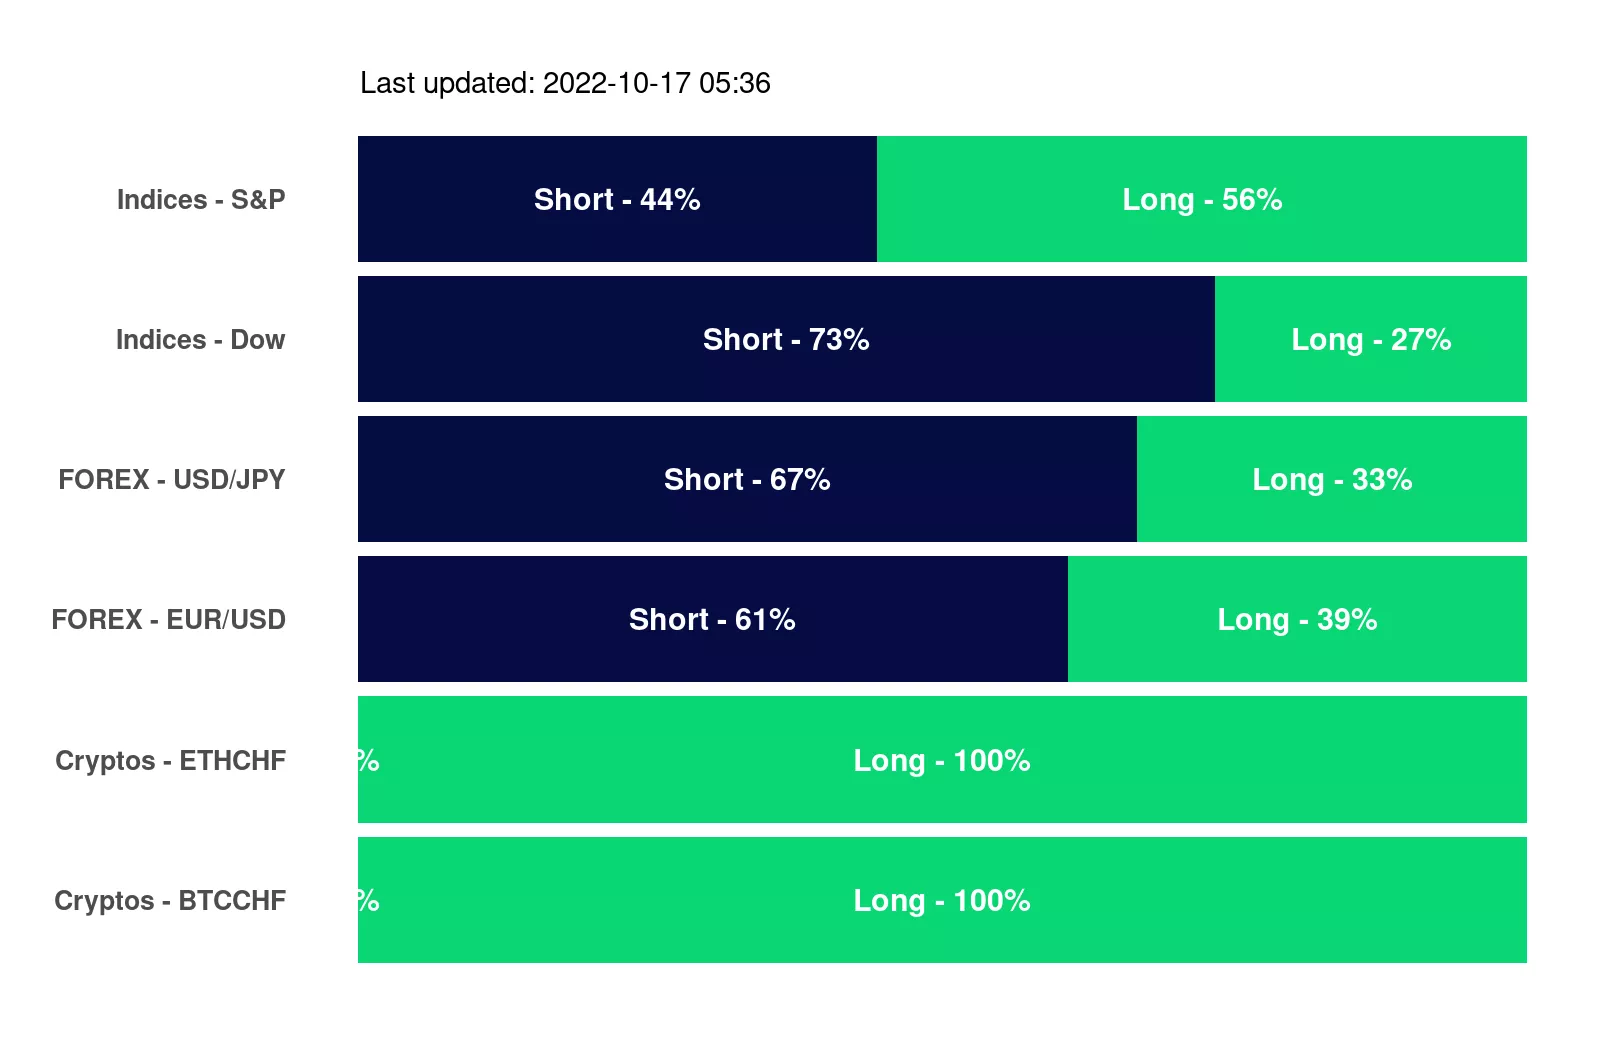 Last updated: 2022-10-17 05:36
Indices - S&P Short - 44% Long - 56%
Indices - Dow Short - 73% Long - 27%
FOREX - USD/JPY Short - 67% Long - 33%
FOREX - EUR/USD Short - 61% Long - 39%
Cryptos - ETHCHF % Long - 100%
Cryptos - BTCCHF % Long - 100%